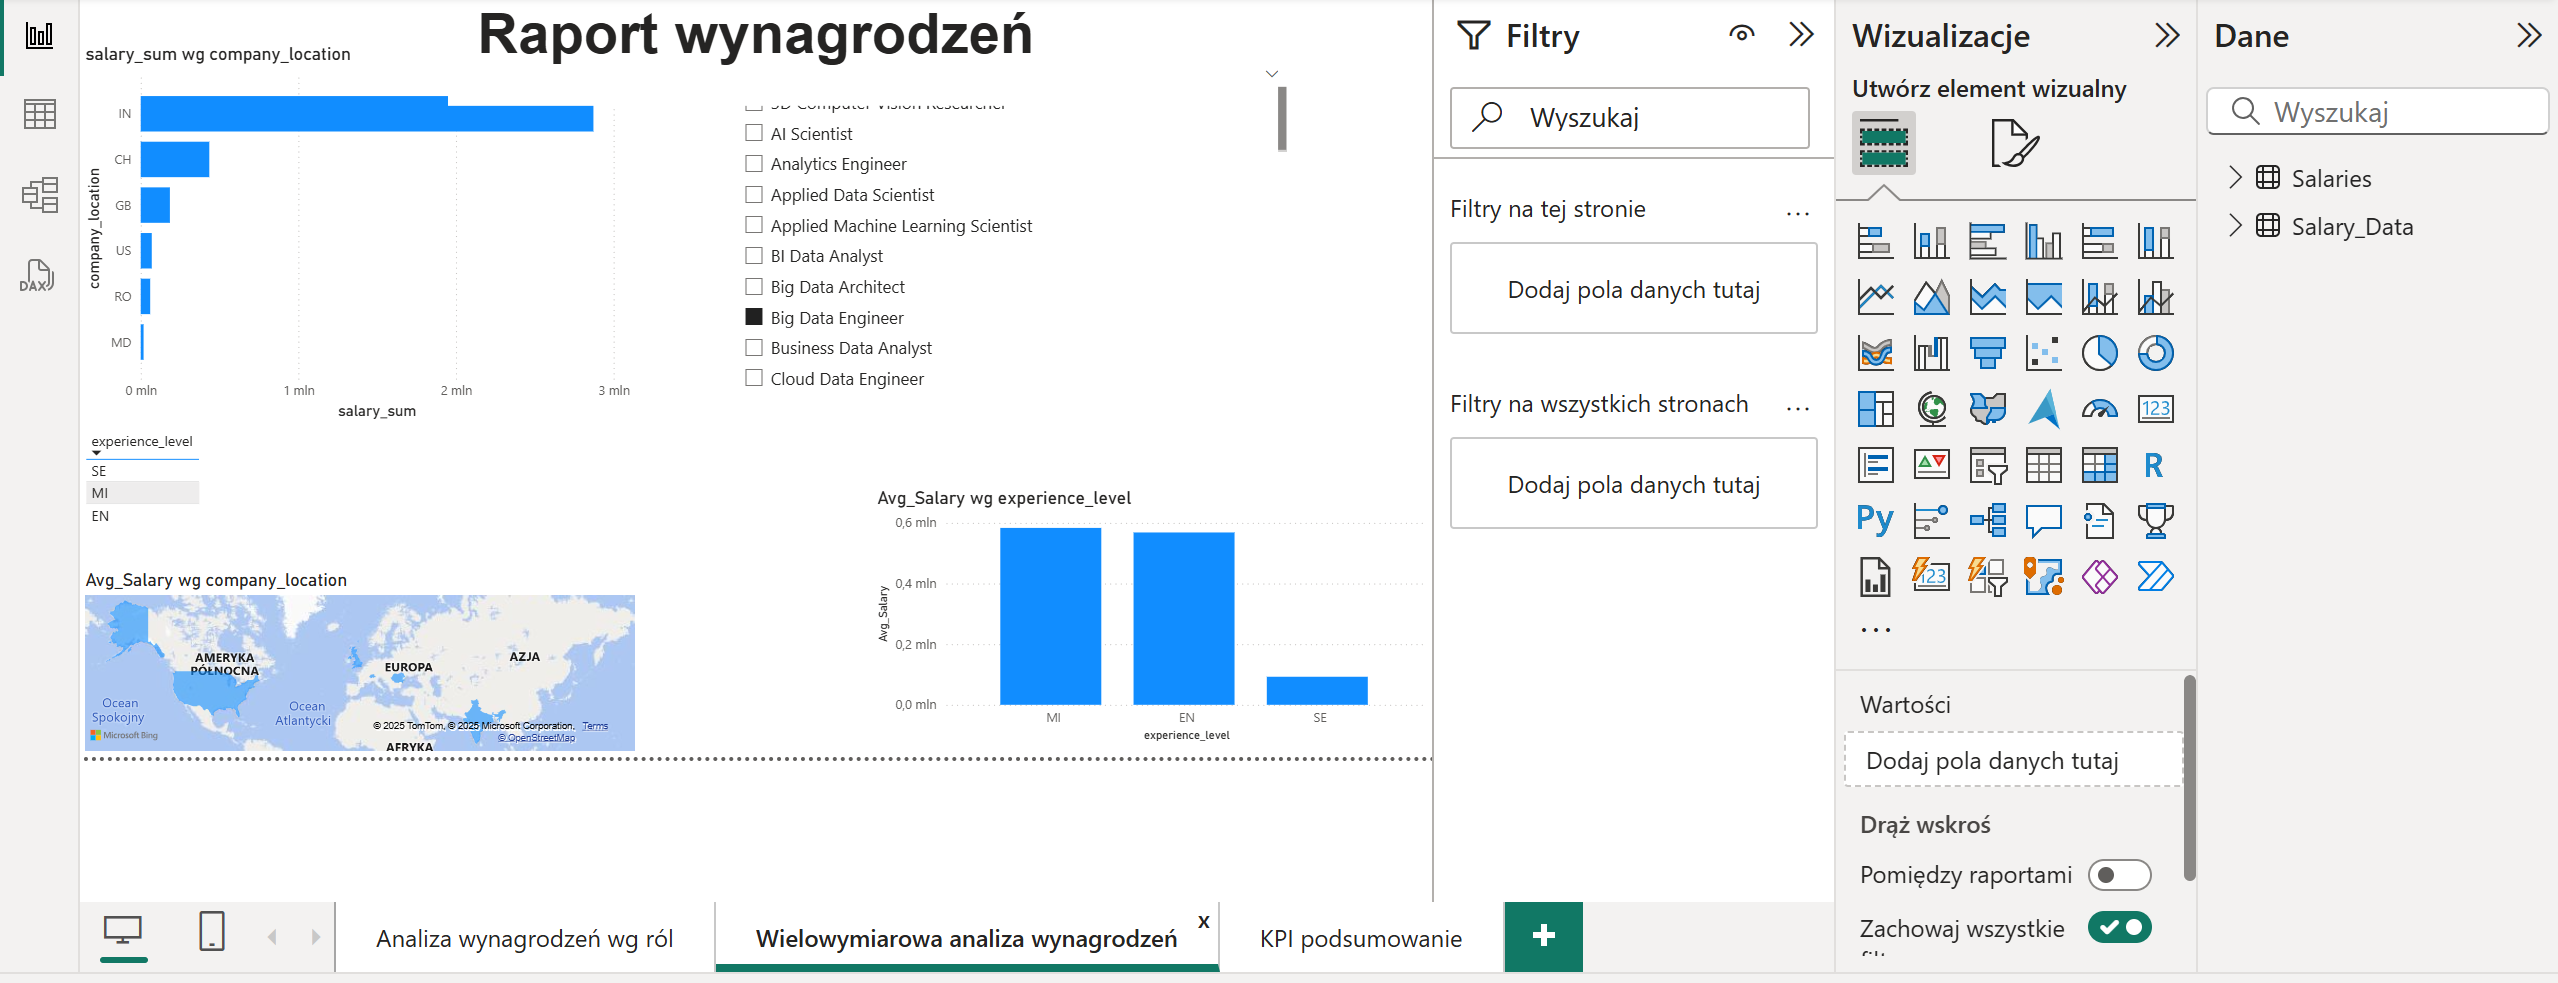 Raport wynagrodzeń
salary_sum wg company_location
company_location
IN
CH
GB
US
RO
MD
0 mln
1 mln
2 mln
3 mln
salary_sum
3D Computer Vision Researcher
AI Scientist
Analytics Engineer
Applied Data Scientist
Applied Machine Learning Scientist
BI Data Analyst
Big Data Architect
Big Data Engineer
Business Data Analyst
Cloud Data Engineer
experience_level
SE
MI
EN
Avg_Salary wg company_location
AMERYKA
PÓŁNOCNA
EUROPA
AZJA
Ocean
Spokojny
Ocean
Atlantycki
AFRYKA
Microsoft Bing
© 2025 TomTom, © 2025 Microsoft Corporation, Terms
© OpenStreetMap
Avg_Salary wg experience_level
Avg_Salary
0,6 mln
0,4 mln
0,2 mln
0,0 mln
MI
EN
SE
experience_level
Filtry
Wyszukaj
Filtry na tej stronie
...
Dodaj pola danych tutaj
Filtry na wszystkich stronach
...
Dodaj pola danych tutaj
Wizualizacje
Utwórz element wizualny
123
R
Py
123
...
Wartości
Dodaj pola danych tutaj
Drąż wskroś
Pomiędzy raportami
Zachowaj wszystkie
Dane
Wyszukaj
Salaries
Salary_Data
DAX
Analiza wynagrodzeń wg ról
Wielowymiarowa analiza wynagrodzeń
x
KPI podsumowanie
+